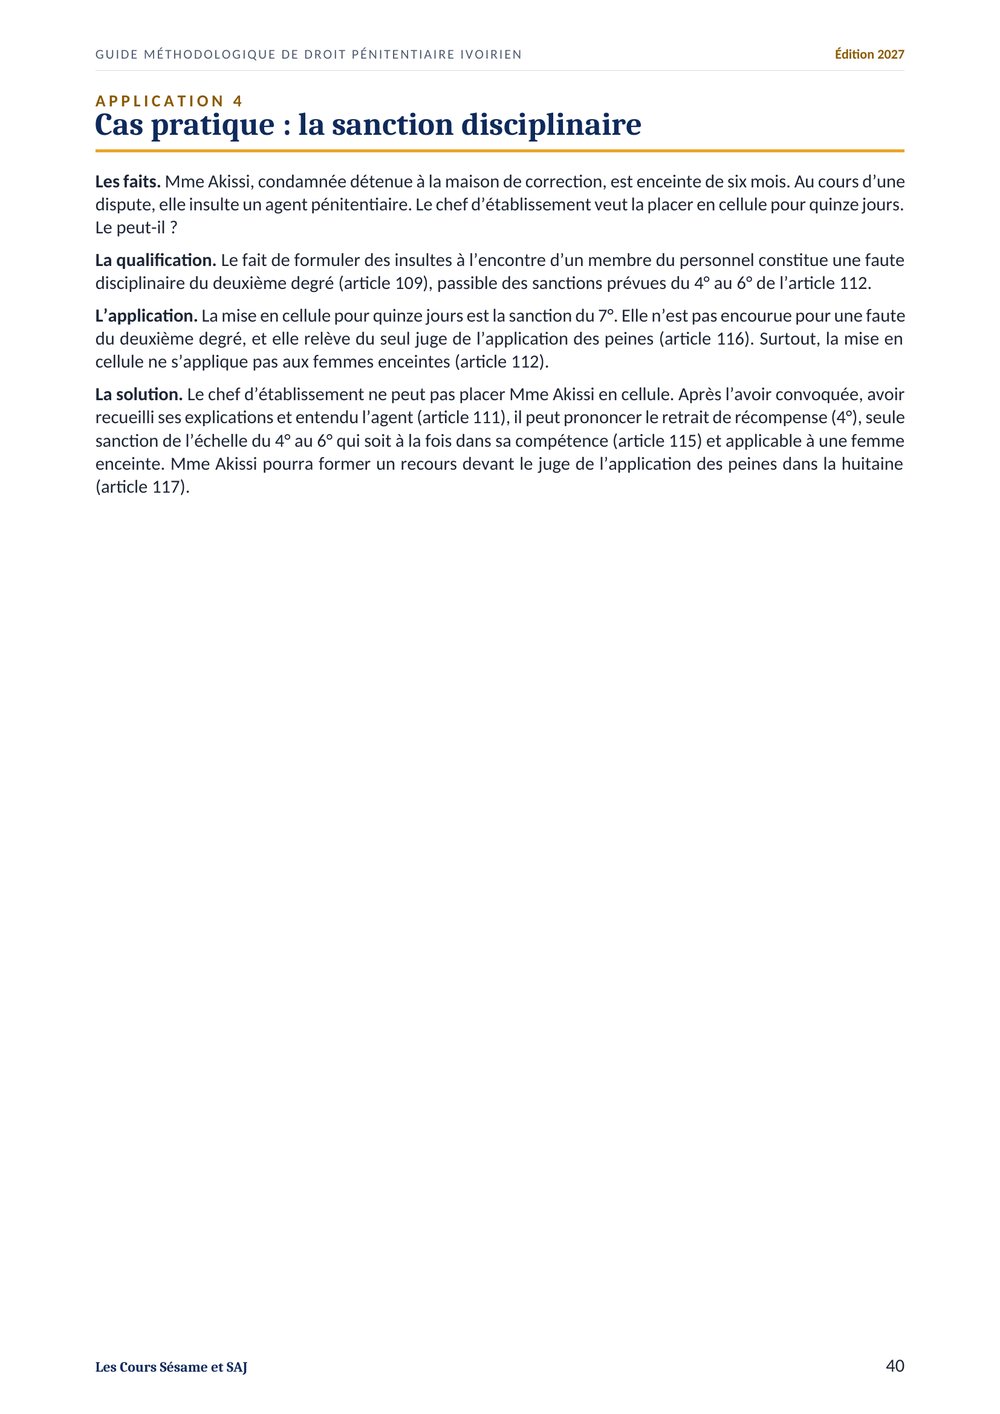 GUIDE MÉTHODOLOGIQUE DE DROIT PÉNITENTIAIRE IVOIRIEN
Édition 2027
APPLICATION 4
Cas pratique : la sanction disciplinaire
Les faits. Mme Akissi, condamnée détenue à la maison de correction, est enceinte de six mois. Au cours d’une
dispute, elle insulte un agent pénitentiaire. Le chef d’établissement veut la placer en cellule pour quinze jours.
Le peut-il ?
La qualification. Le fait de formuler des insultes à l’encontre d’un membre du personnel constitue une faute
disciplinaire du deuxième degré (article 109), passible des sanctions prévues du 4° au 6° de l’article 112.
L’application. La mise en cellule pour quinze jours est la sanction du 7°. Elle n’est pas encourue pour une faute
du deuxième degré, et elle relève du seul juge de l’application des peines (article 116). Surtout, la mise en
cellule ne s’applique pas aux femmes enceintes (article 112).
La solution. Le chef d’établissement ne peut pas placer Mme Akissi en cellule. Après l’avoir convoquée, avoir
recueilli ses explications et entendu l’agent (article 111), il peut prononcer le retrait de récompense (4°), seule
sanction de l’échelle du 4° au 6° qui soit à la fois dans sa compétence (article 115) et applicable à une femme
enceinte. Mme Akissi pourra former un recours devant le juge de l’application des peines dans la huitaine
(article 117).
Les Cours Sésame et SAJ
40